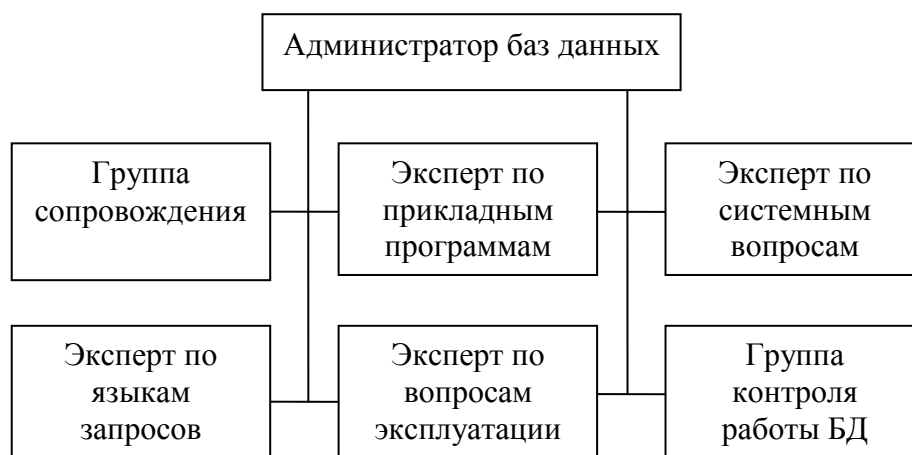 Администратор баз данных
Группа
сопровождения
Эксперт по
прикладным
программам
Эксперт по
системным
вопросам
Эксперт по
языкам
запросов
Эксперт по
вопросам
эксплуатации
Группа
контроля
работы БД